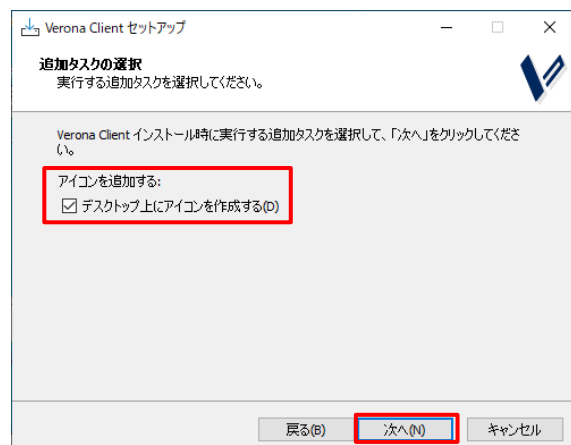 Verona Client セットアップ
追加タスクの選択
実行する追加タスクを選択してください。
Verona Client インストール時に実行する追加タスクを選択して、「次へ」をクリックしてくださ
い。
アイコンを追加する:
デスクトップ上にアイコンを作成する(D)
戻る(B)
次へ(N)
キャンセル